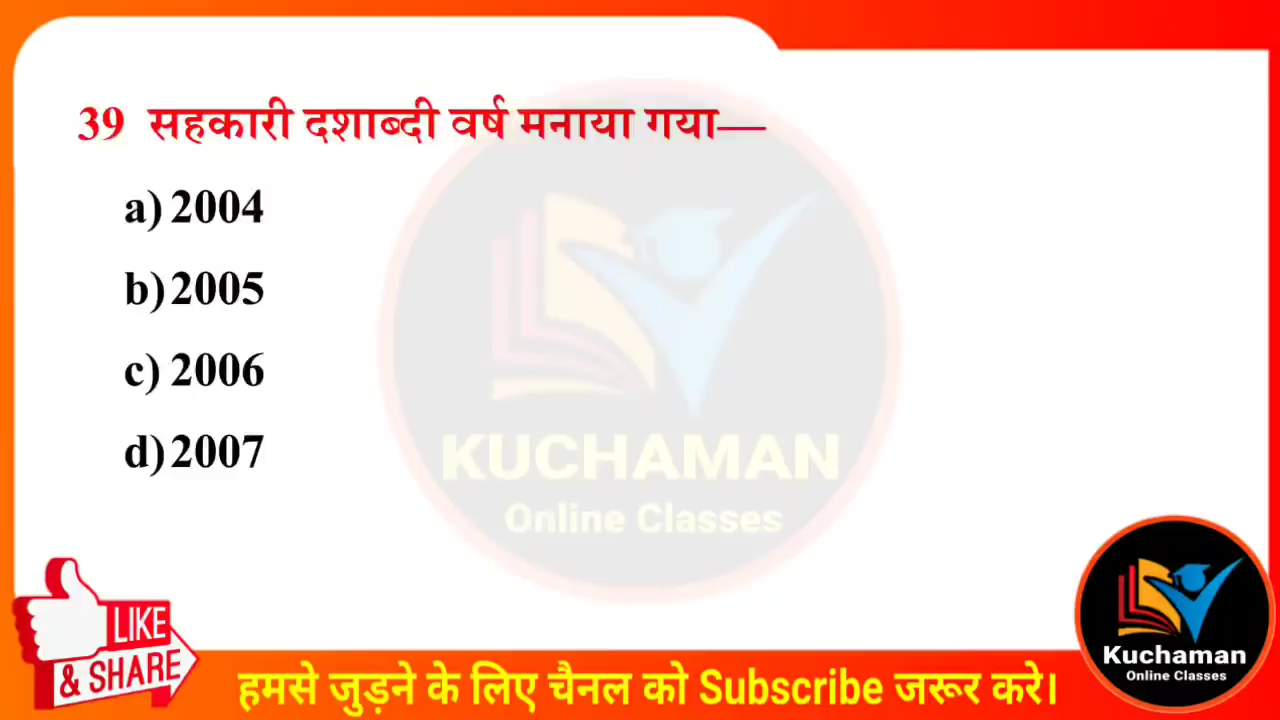 39 सहकारी दशाब्दी वर्ष मनाया गया—
a) 2004
b) 2005
c) 2006
d) 2007
KUCHAMAN
Online Classes
LIKE
& SHARE
Kuchaman
Online Classes
हमसे जुड़ने के लिए चैनल को Subscribe जरूर करे।